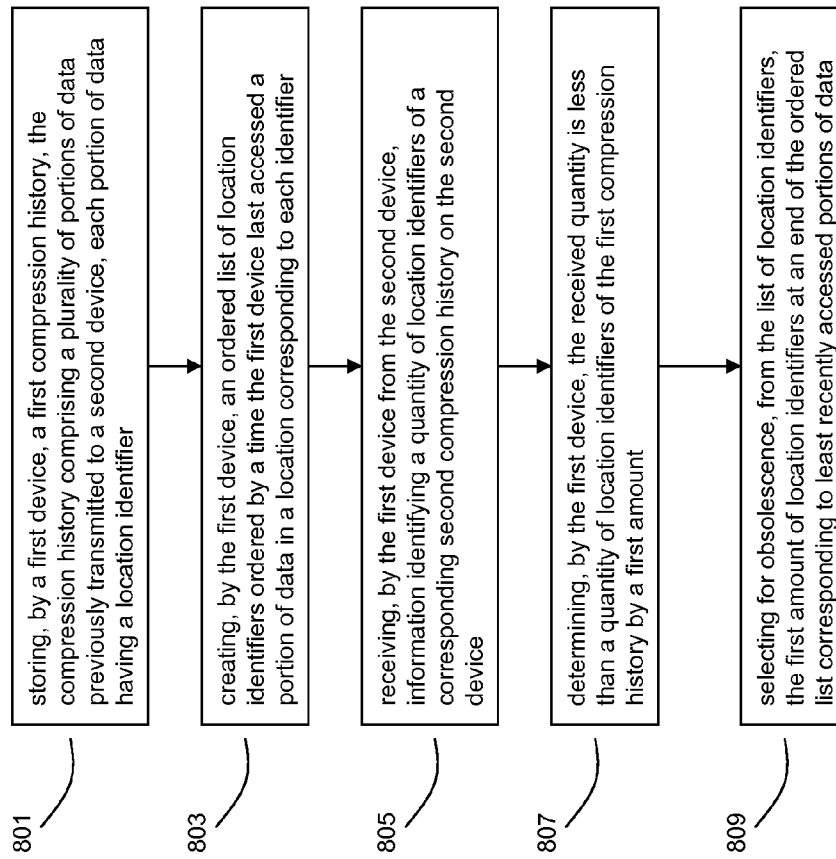 801
storing, by a first device, a first compression history, the
compression history comprising a plurality of portions of data
previously transmitted to a second device, each portion of data
having a location identifier
803
creating, by the first device, an ordered list of location
identifiers ordered by a time the first device last accessed a
portion of data in a location corresponding to each identifier
805
receiving, by the first device from the second device,
information identifying a quantity of location identifiers of a
corresponding second compression history on the second
device
807
determining, by the first device, the received quantity is less
than a quantity of location identifiers of the first compression
history by a first amount
809
selecting for obsolescence, from the list of location identifiers,
the first amount of location identifiers at an end of the ordered
list corresponding to least recently accessed portions of data